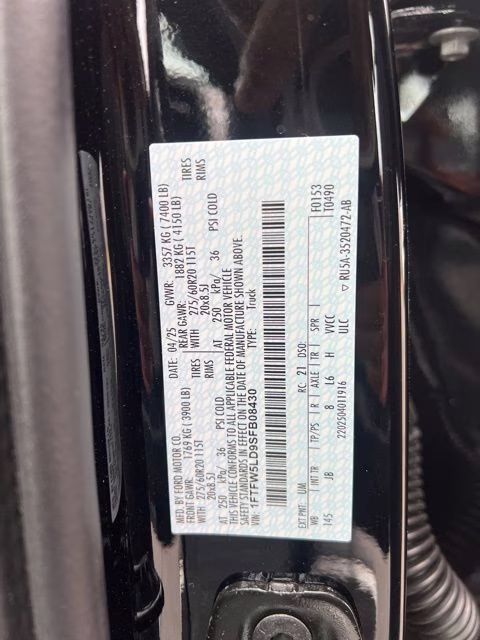 MFD. BY FORD MOTOR CO.
DATE: 04/25 GVWR: 3357 KG ( 7400 LB)
FRONT GAWR: 1769 KG ( 3900 LB) REAR GAWR: 1882 KG ( 4150 LB)
WITH TIRES WITH TIRES
275/60R20 115T 275/60R20 115T
20x8.5J RIMS 20x8.5J RIMS
AT 250 kPa/ 36 PSI COLD AT 250 kPa/ 36 PSI COLD
THIS VEHICLE CONFORMS TO ALL APPLICABLE FEDERAL MOTOR VEHICLE
SAFETY STANDARDS IN EFFECT ON THE DATE OF MANUFACTURE SHOWN ABOVE.
VIN: 1FTFW5LD9SFB08430 TYPE: Truck
F0153
T0490
EXT PNT: UM RC: 21 DSO:
WB INT TR TP/PS R AXLE TR SPR
145 JB 8 L6 H VVCC
2202504011916 ULC
▽ RU5A-3520472-AB